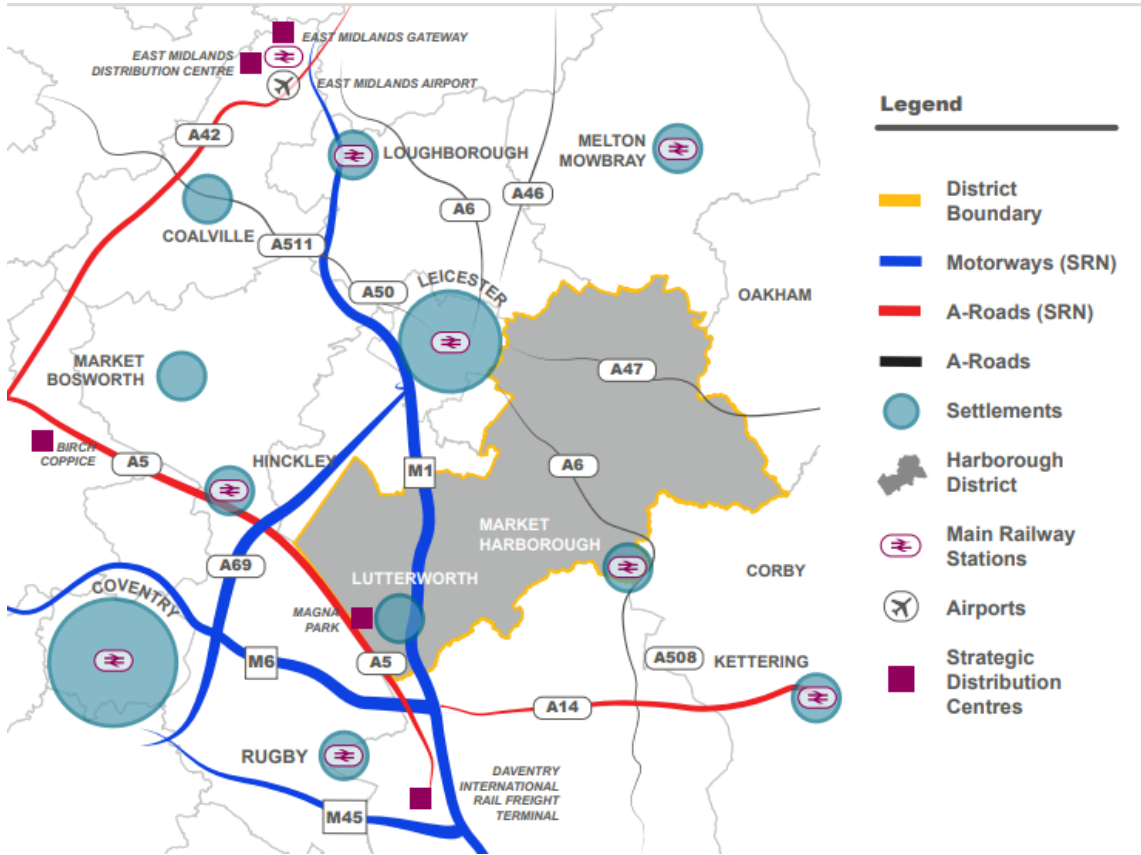 EAST MIDLANDS GATEWAY
EAST MIDLANDS
DISTRIBUTION CENTRE
EAST MIDLANDS AIRPORT
A42
LOUGHBOROUGH
MELTON
MOWBRAY
A46
A6
COALVILLE
A511
A50
LEICESTER
OAKHAM
MARKET
BOSWORTH
A47
BIRCH
COPPICE
A5
HINCKLEY
M1
A6
MARKET
HARBOROUGH
A69
LUTTERWORTH
CORBY
COVENTRY
MAGNA
PARK
M6
A5
A508
KETTERING
A14
RUGBY
DAVENTRY
INTERNATIONAL
RAIL FREIGHT
TERMINAL
M45
Legend
District
Boundary
Motorways (SRN)
A-Roads (SRN)
A-Roads
Settlements
Harborough
District
Main Railway
Stations
Airports
Strategic
Distribution
Centres